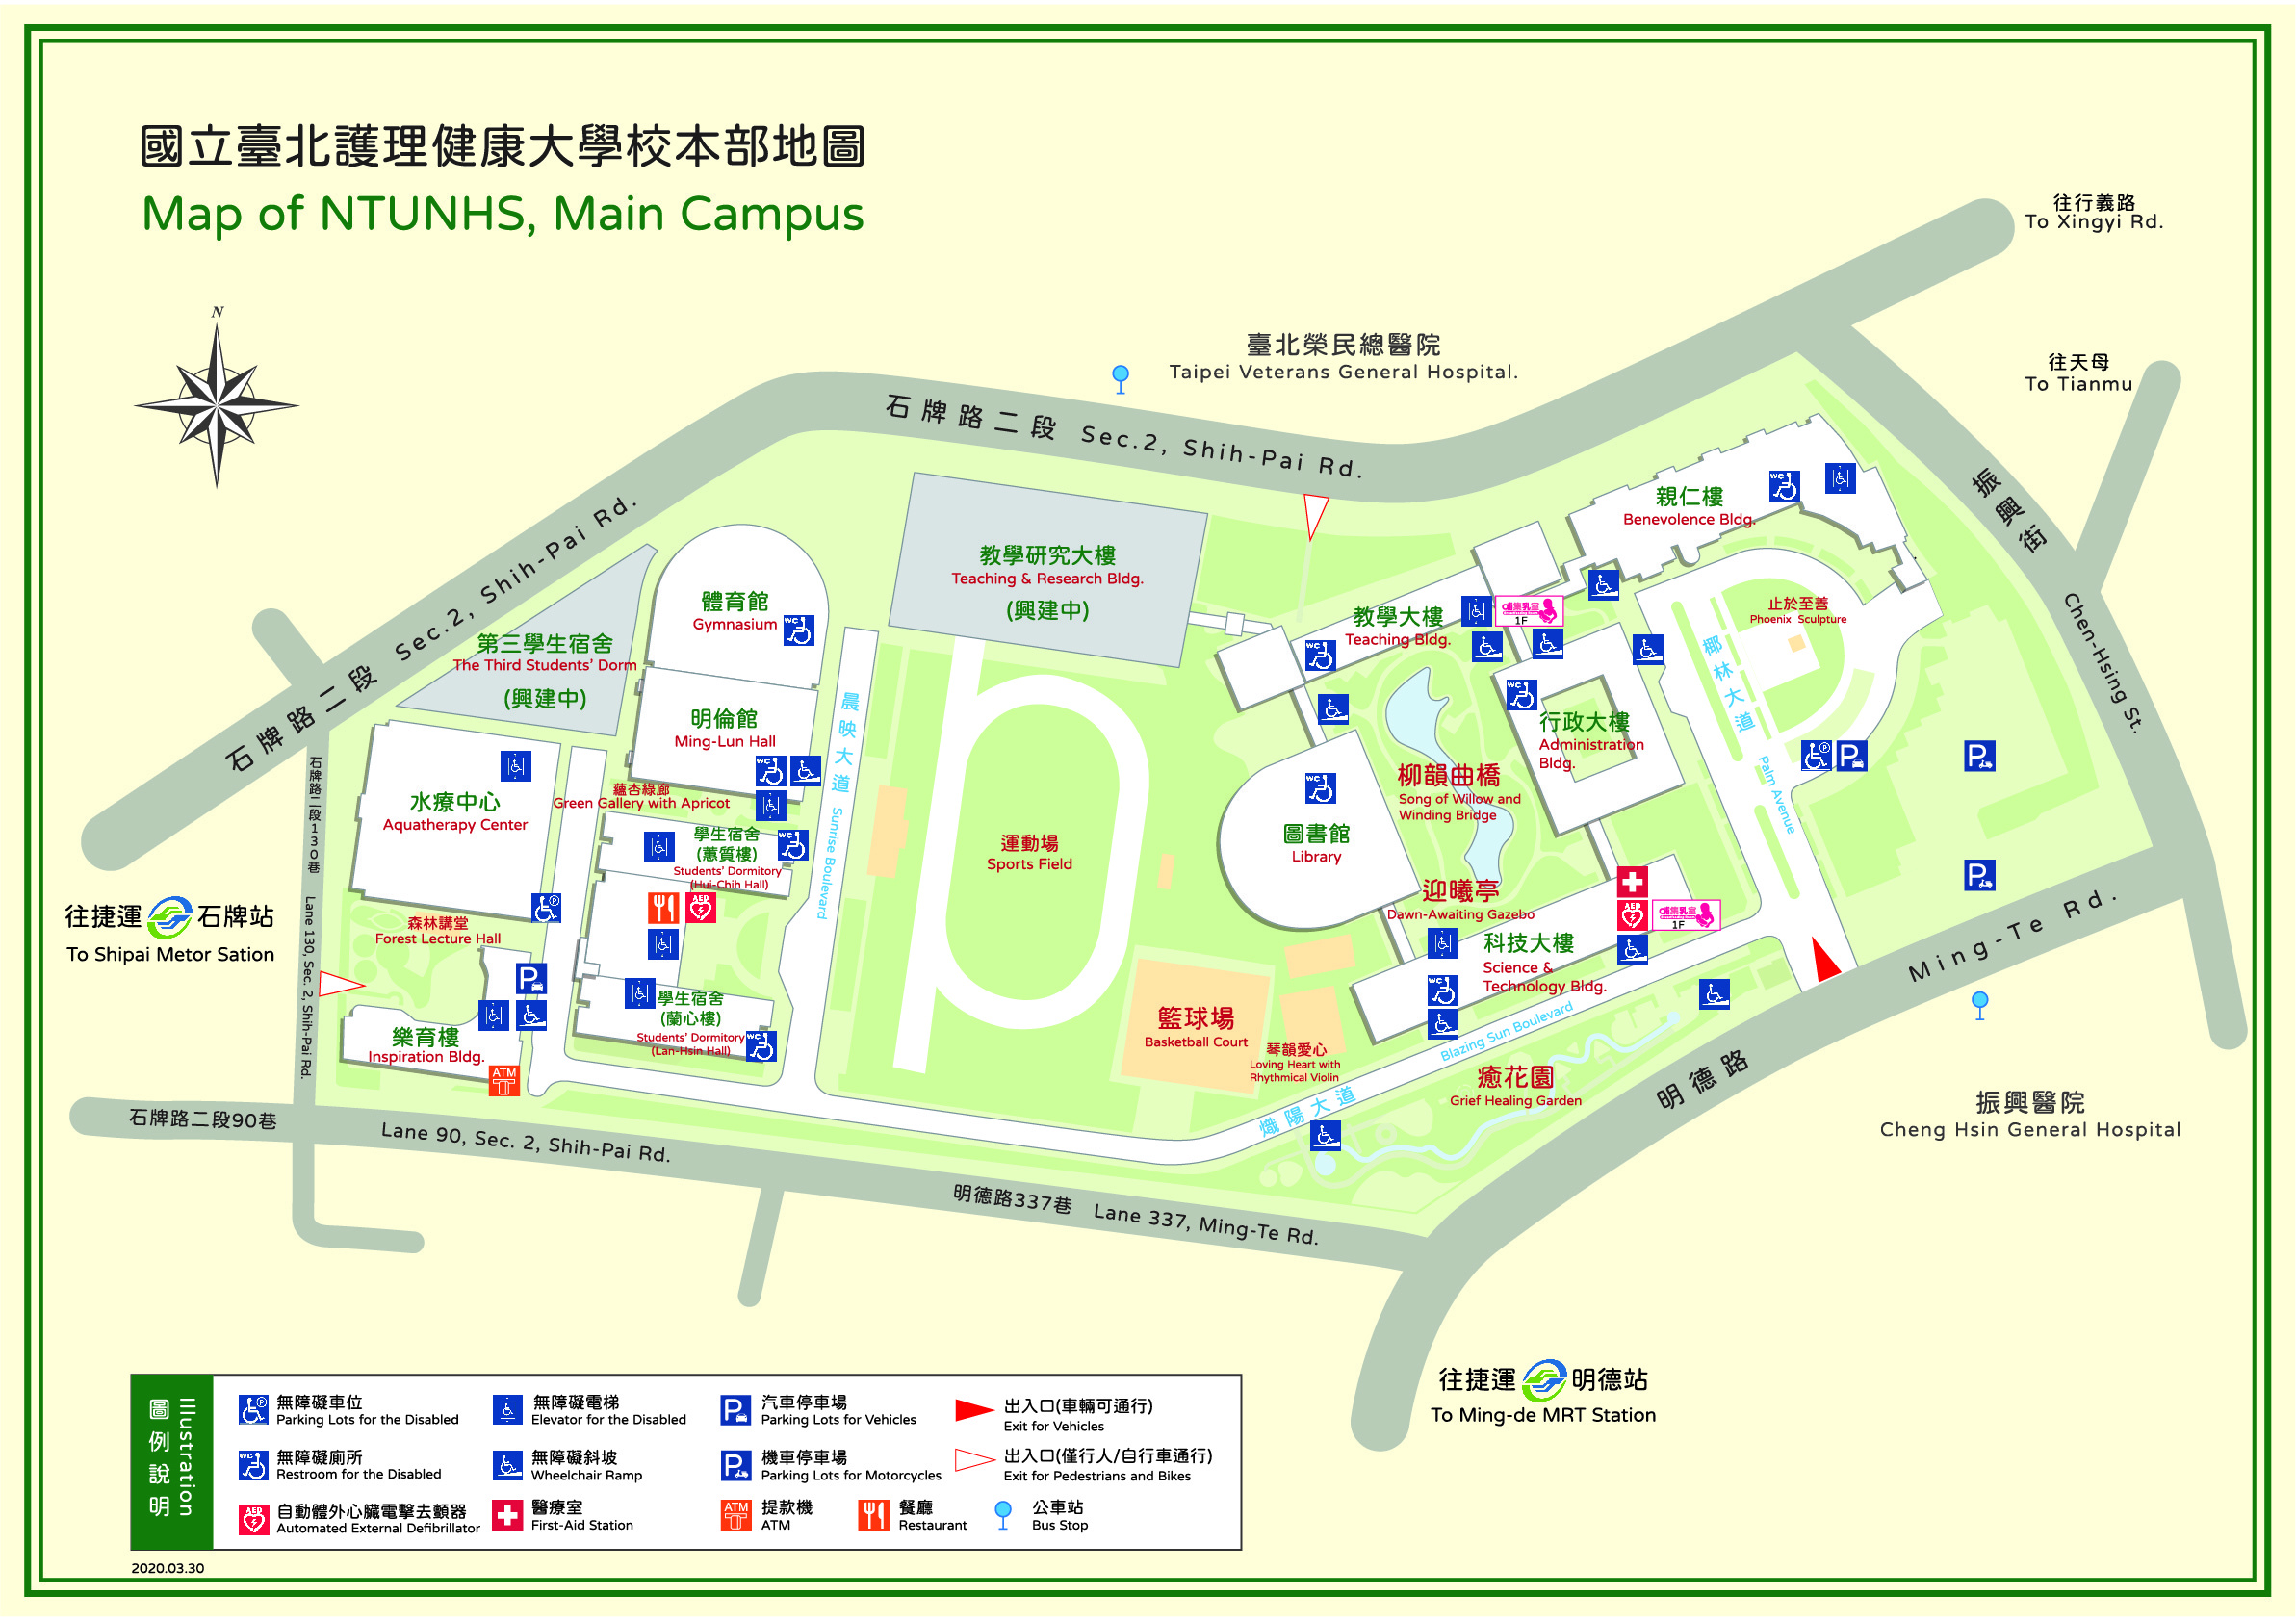 國立臺北護理健康大學校本部地圖
Map of NTUNHS, Main Campus
N
往行義路
To Xingyi Rd.
往天母
To Tianmu
臺北榮民總醫院
Taipei Veterans General Hospital.
石牌路二段 Sec.2, Shih-Pai Rd.
石牌路二段 Sec.2, Shih-Pai Rd.
振興街
Chen-Hsing St.
親仁樓
Benevolence Bldg.
WC
教學研究大樓
Teaching & Research Bldg.
(興建中)
體育館
Gymnasium
WC
第三學生宿舍
The Third Students' Dorm
(興建中)
教學大樓
Teaching Bldg.
WC
哺集乳室
1F
止於至善
Phoenix Sculpture
椰林大道
Palm Avenue
明倫館
Ming-Lun Hall
WC
晨映大道
Sunrise Boulevard
行政大樓
Administration
Bldg.
WC
P
P
P
P
水療中心
Aquatherapy Center
蘊杏綠廊
Green Gallery with Apricot
學生宿舍
(蕙質樓)
Students' Dormitory
(Hui-Chih Hall)
WC
AED
運動場
Sports Field
圖書館
Library
WC
柳韻曲橋
Song of Willow and
Winding Bridge
迎曦亭
Dawn-Awaiting Gazebo
AED
哺集乳室
1F
科技大樓
Science &
Technology Bldg.
WC
石牌路二段130巷
Lane 130, Sec. 2, Shih-Pai Rd.
往捷運 石牌站
To Shipai Metor Sation
森林講堂
Forest Lecture Hall
P
P
樂育樓
Inspiration Bldg.
ATM
學生宿舍
(蘭心樓)
Students' Dormitory
(Lan-Hsin Hall)
WC
籃球場
Basketball Court
琴韻愛心
Loving Heart with
Rhythmical Violin
熾陽大道
Blazing Sun Boulevard
癒花園
Grief Healing Garden
明德路
Ming-Te Rd.
振興醫院
Cheng Hsin General Hospital
石牌路二段90巷
Lane 90, Sec. 2, Shih-Pai Rd.
明德路337巷 Lane 337, Ming-Te Rd.
往捷運 明德站
To Ming-de MRT Station
圖例說明
Illustration
P
無障礙車位
Parking Lots for the Disabled
無障礙電梯
Elevator for the Disabled
P
汽車停車場
Parking Lots for Vehicles
出入口(車輛可通行)
Exit for Vehicles
WC
無障礙廁所
Restroom for the Disabled
無障礙斜坡
Wheelchair Ramp
P
機車停車場
Parking Lots for Motorcycles
出入口(僅行人/自行車通行)
Exit for Pedestrians and Bikes
AED
自動體外心臟電擊去顫器
Automated External Defibrillator
醫療室
First-Aid Station
ATM
提款機
ATM
餐廳
Restaurant
公車站
Bus Stop
2020.03.30